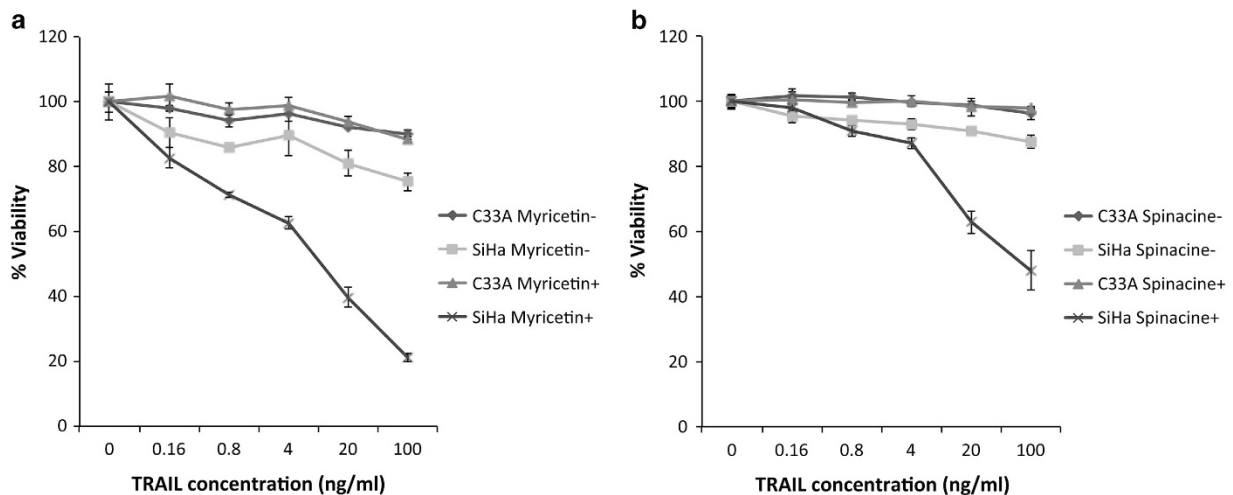 a
120
100
80
60
40
20
0
% Viability
0 0.16 0.8 4 20 100
TRAIL concentration (ng/ml)
C33A Myricetin-
SiHa Myricetin-
C33A Myricetin+
SiHa Myricetin+
b
120
100
80
60
40
20
0
% Viability
0 0.16 0.8 4 20 100
TRAIL concentration (ng/ml)
C33A Spinacine-
SiHa Spinacine-
C33A Spinacine+
SiHa Spinacine+